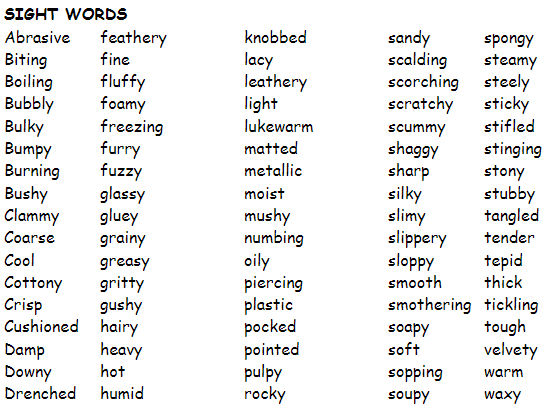 SIGHT WORDS
Abrasive feathery knobbed sandy spongy
Biting fine lacy scalding steamy
Boiling fluffy leathery scorching steely
Bubbly foamy light scratchy sticky
Bulky freezing lukewarm scummy stifled
Bumpy furry matted shaggy stinging
Burning fuzzy metallic sharp stony
Bushy glassy moist silky stubby
Clammy gluey mushy slimy tangled
Coarse grainy numbing slippery tender
Cool greasy oily sloppy tepid
Cottony gritty piercing smooth thick
Crisp gushy plastic smothering tickling
Cushioned hairy pocked soapy tough
Damp heavy pointed soft velvety
Downy hot pulpy sopping warm
Drenched humid rocky soupy waxy